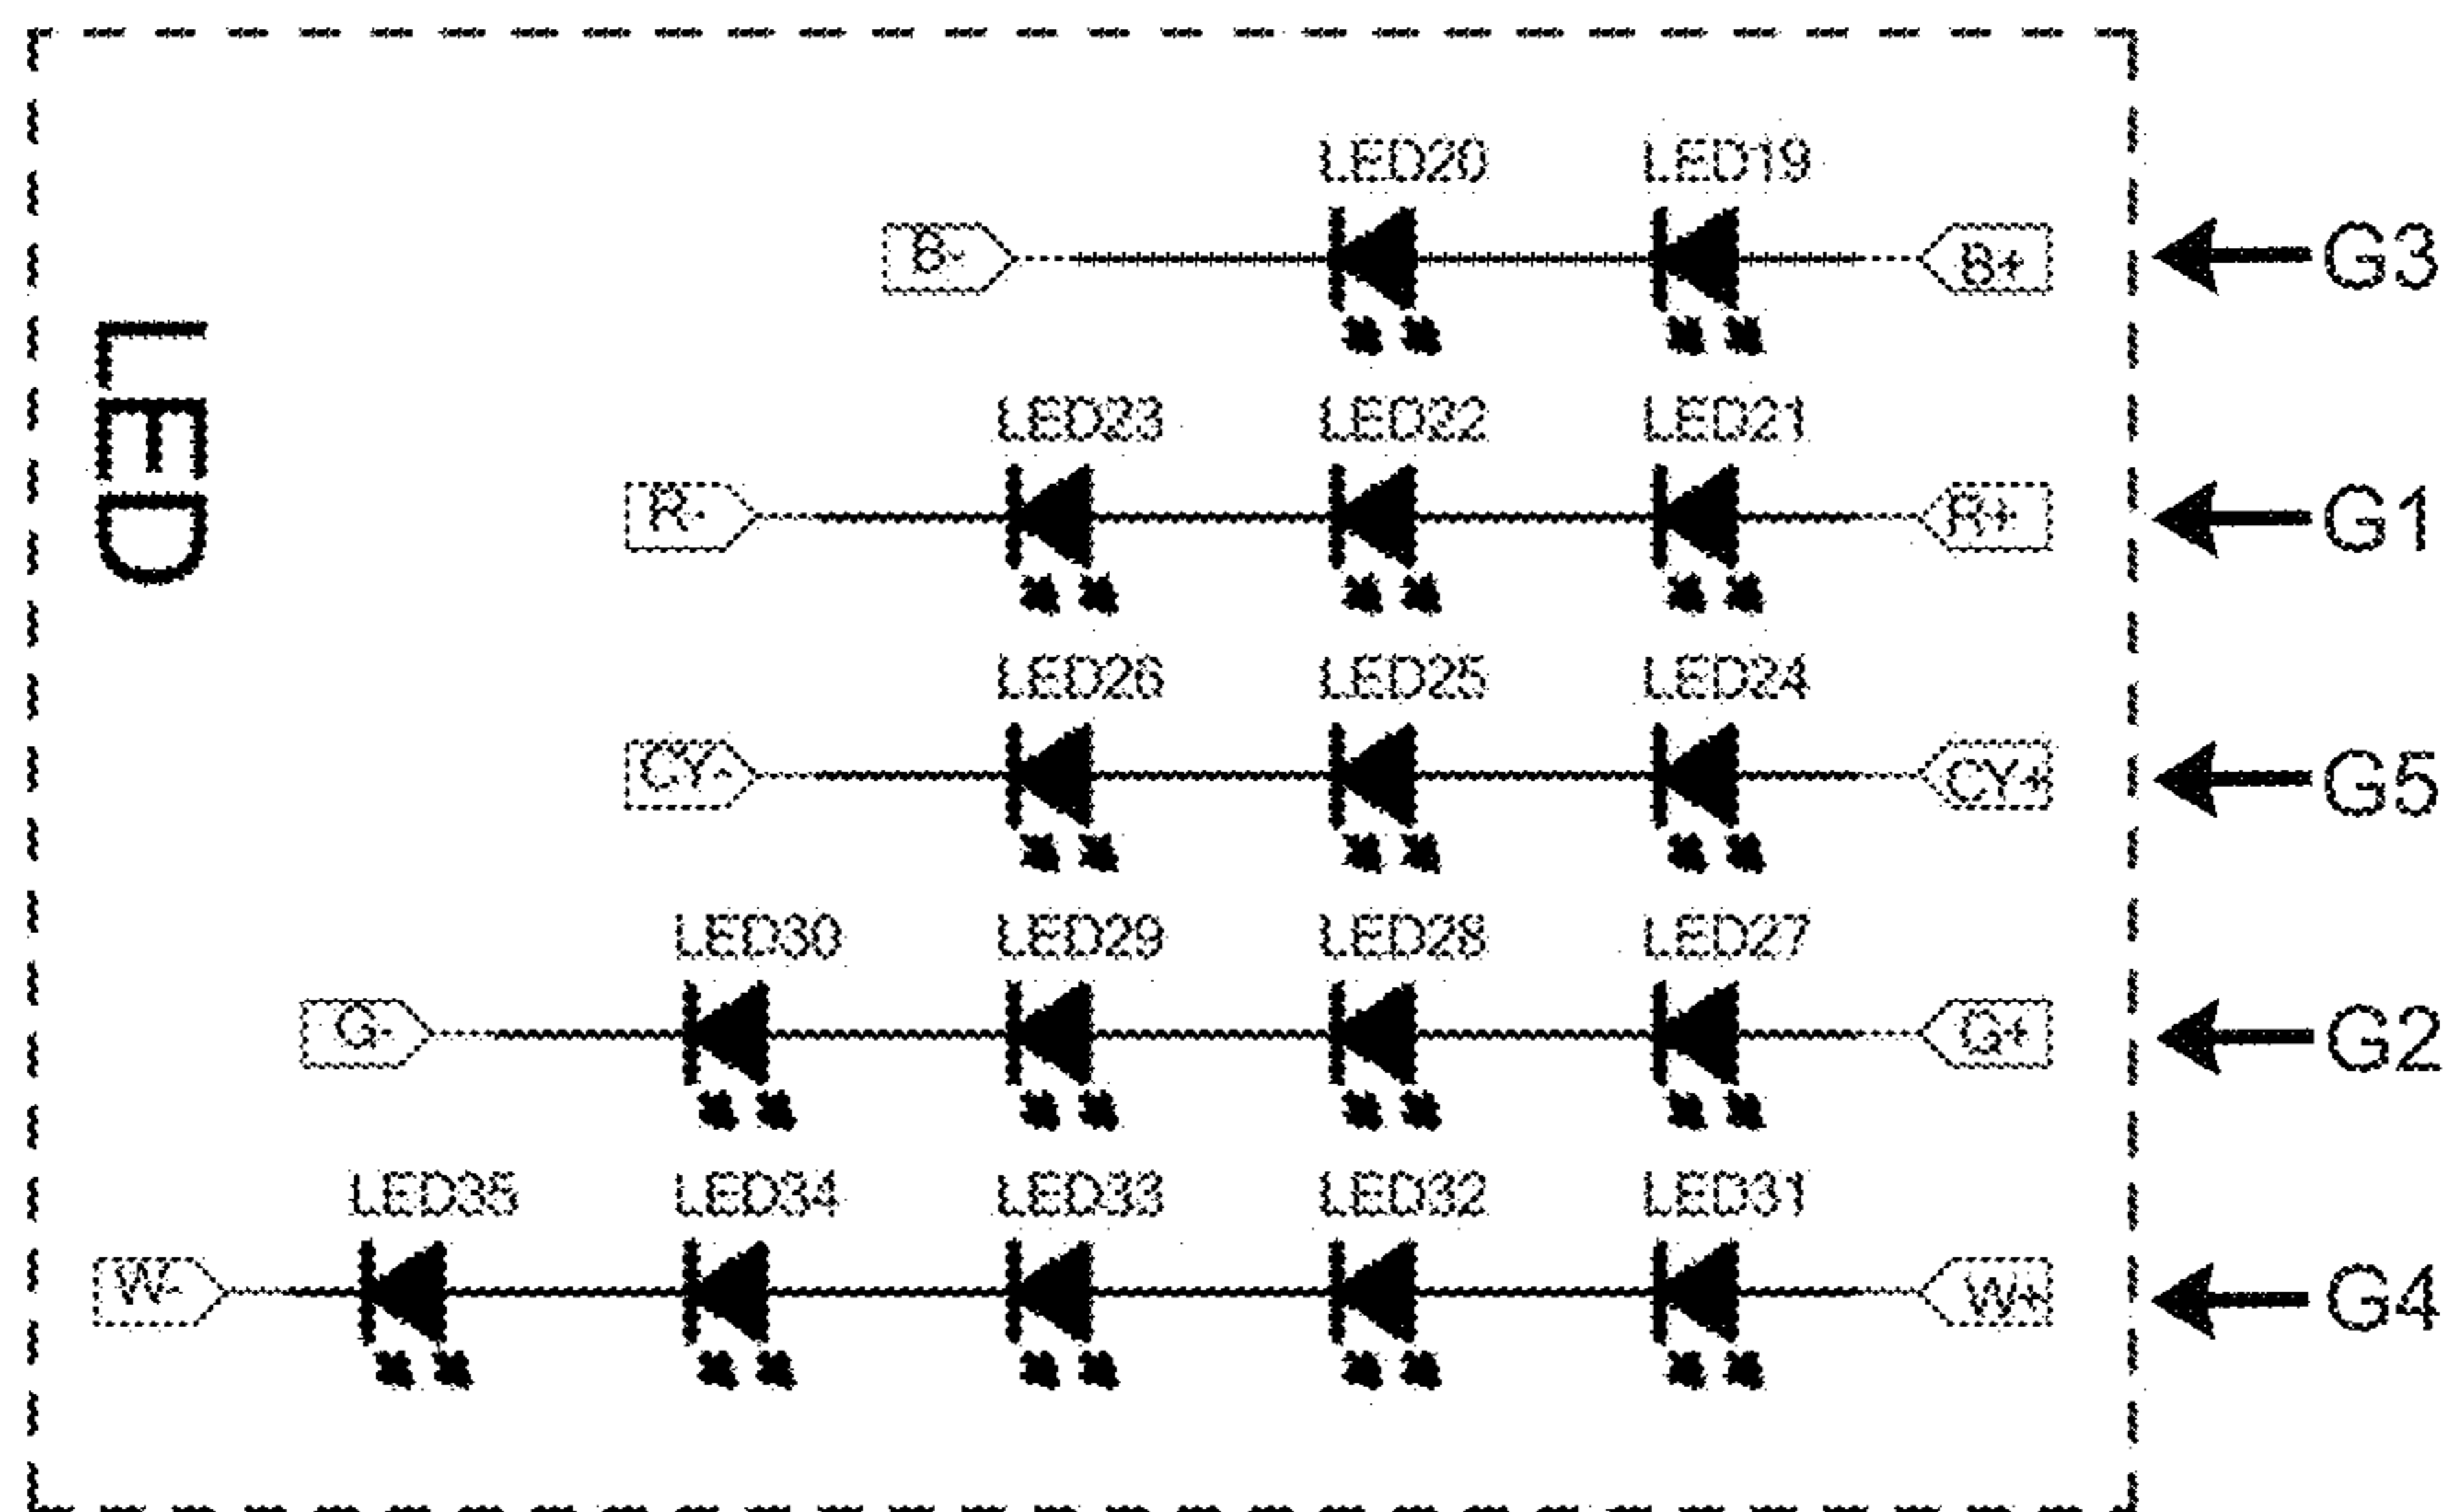 LED20 LED19
B- B+ G3
LED
LED23 LED22 LED21
R- R+ G1
LED26 LED25 LED24
CY- CY+ G5
LED30 LED29 LED28 LED27
G- G+ G2
LED35 LED34 LED33 LED32 LED31
W- W+ G4